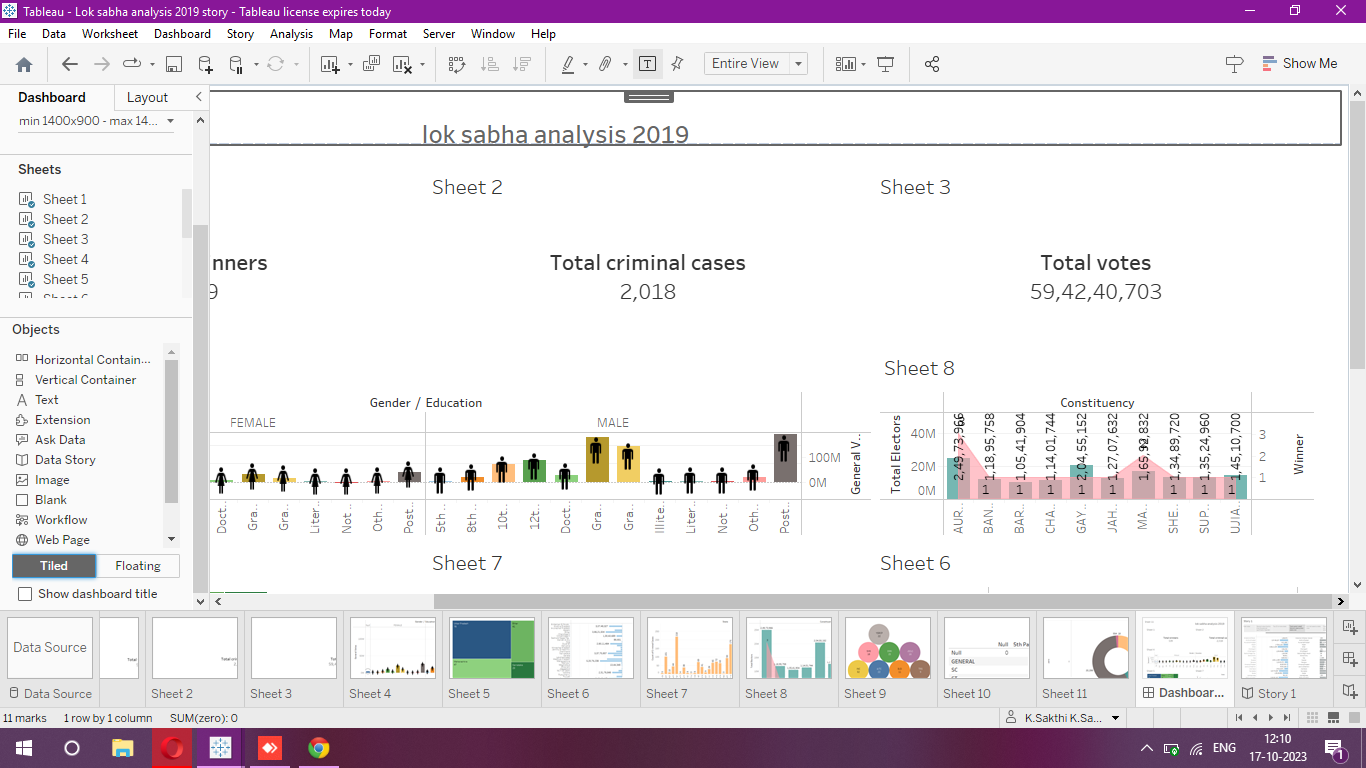 Tableau - Lok sabha analysis 2019 story - Tableau license expires today
File Data Worksheet Dashboard Story Analysis Map Format Server Window Help
Entire View
Show Me
Dashboard Layout
min 1400x900 - max 14...
Sheets
Sheet 1
Sheet 2
Sheet 3
Sheet 4
Sheet 5
Objects
Horizontal Contain...
Vertical Container
Text
Extension
Ask Data
Data Story
Image
Blank
Workflow
Web Page
Tiled Floating
Show dashboard title
lok sabha analysis 2019
Sheet 2 Sheet 3
nners Total criminal cases Total votes
9 2,018 59,42,40,703
Sheet 8
Gender / Education
FEMALE MALE
100M
0M
General V..
Doct.. Gra.. Gra.. Liter.. Not .. Oth.. Post.. 5th .. 8th .. 10t.. 12t.. Doct.. Gra.. Gra.. Illite.. Liter.. Not .. Oth.. Post..
Constituency
Total Electors
40M
20M
0M
2,49,73,966 1,18,95,758 1,05,41,904 1,14,01,744 2,04,55,152 1,27,07,632 1,34,89,720 1,35,24,960 1,45,10,700
1 1 1 1 1 1 1 1
3
2
1
Winner
AUR.. BAN.. BAR.. CHA.. GAY.. JAH.. MA.. SHE.. SUP.. UJIA..
Sheet 7 Sheet 6
Data Source
Data Source Sheet 2 Sheet 3 Sheet 4 Sheet 5 Sheet 6 Sheet 7 Sheet 8 Sheet 9 Sheet 10 Sheet 11 Dashboar... Story 1
Null 5th Pa
Null 0
GENERAL
SC
11 marks 1 row by 1 column SUM(zero): 0
K.Sakthi K.Sa...
ENG
12:10
17-10-2023
1